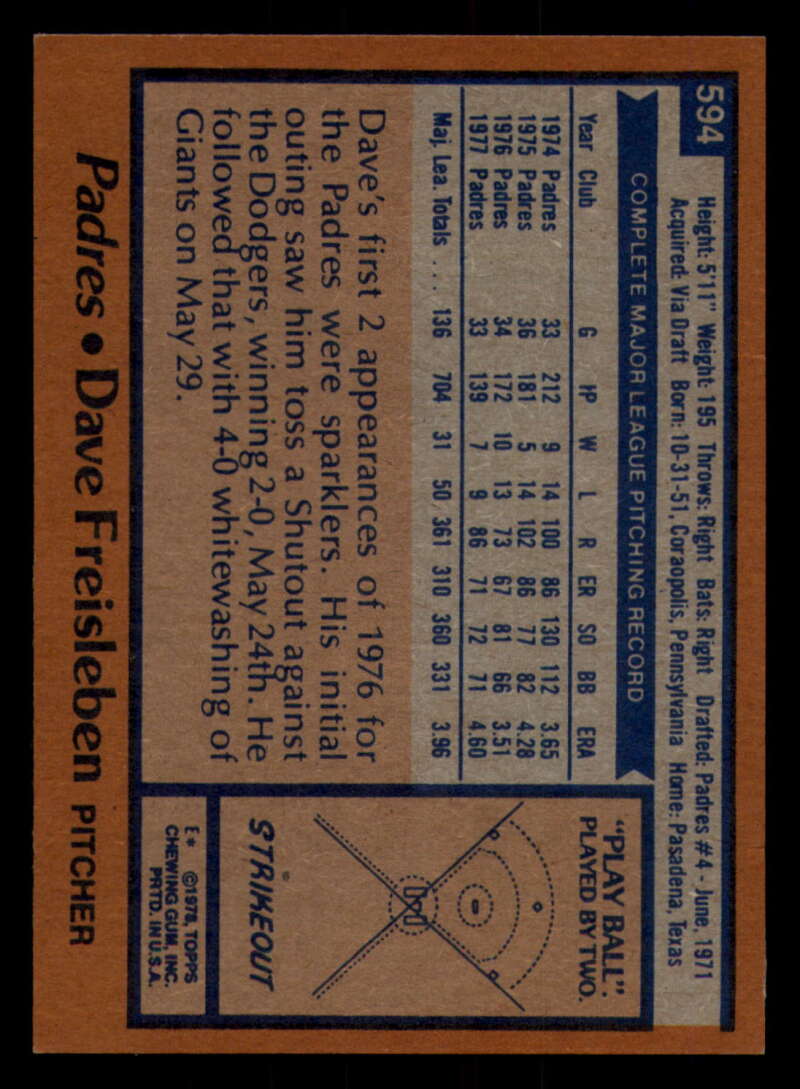 594
Height: 5'11" Weight: 195 Throws: Right Bats: Right Drafted: Padres #4 - June, 1971
Acquired: Via Draft Born: 10-31-51, Coraopolis, Pennsylvania Home: Pasadena, Texas
COMPLETE MAJOR LEAGUE PITCHING RECORD
Year Club G IP W L R ER SO BB ERA
1974 Padres 33 212 9 14 100 86 130 112 3.65
1975 Padres 36 181 5 14 102 86 77 82 4.28
1976 Padres 34 172 10 13 73 67 81 66 3.51
1977 Padres 33 139 7 9 86 71 72 71 4.60
Maj. Lea. Totals . . . 136 704 31 50 361 310 360 331 3.96
Dave's first 2 appearances of 1976 for
the Padres were sparklers. His initial
outing saw him toss a Shutout against
the Dodgers, winning 2-0, May 24th. He
followed that with 4-0 whitewashing of
Giants on May 29.
"PLAY BALL".
PLAYED BY TWO.
STRIKEOUT
E* ©1978, TOPPS
CHEWING GUM, INC.
PRTD. IN U.S.A.
Padres • Dave Freisleben PITCHER